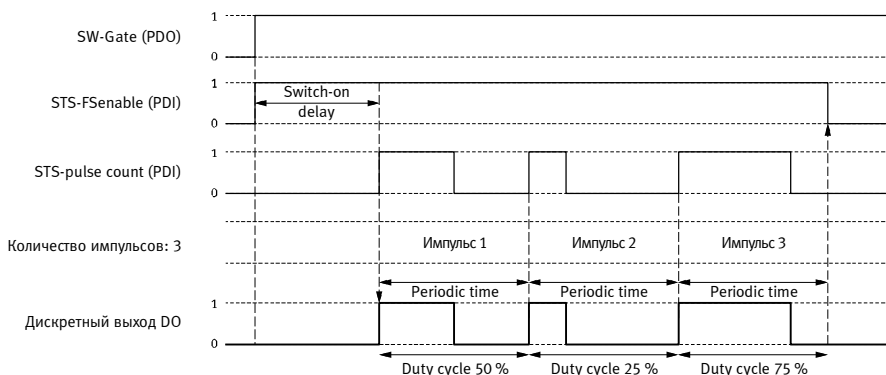 1
SW-Gate (PDO)
0
1
STS-FSenable (PDI)
Switch-on
delay
0
1
STS-pulse count (PDI)
0
Количество импульсов: 3
Импульс 1
Импульс 2
Импульс 3
Periodic time
Periodic time
Periodic time
1
Дискретный выход DO
0
Duty cycle 50 %
Duty cycle 25 %
Duty cycle 75 %